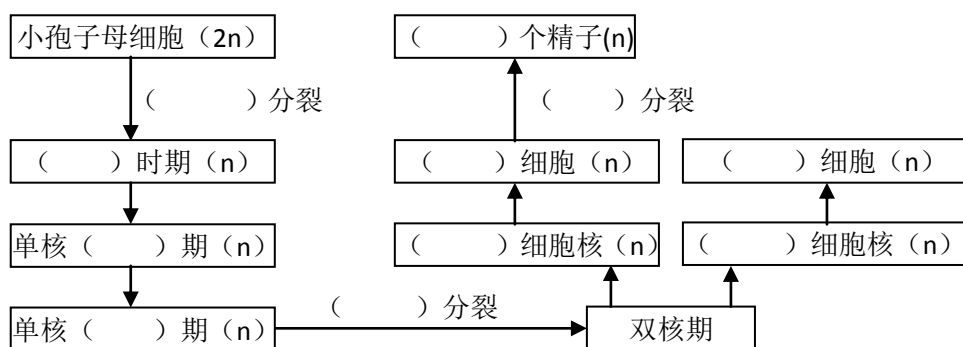 小孢子母细胞（2n）
（　　　）个精子(n)
（　　　）分裂
（　　　）分裂
（　　　）时期（n）
（　　　）细胞（n）
（　　　）细胞（n）
单核（　　　）期（n）
（　　　）细胞核（n）
（　　　）细胞核（n）
（　　　）分裂
单核（　　　）期（n）
双核期